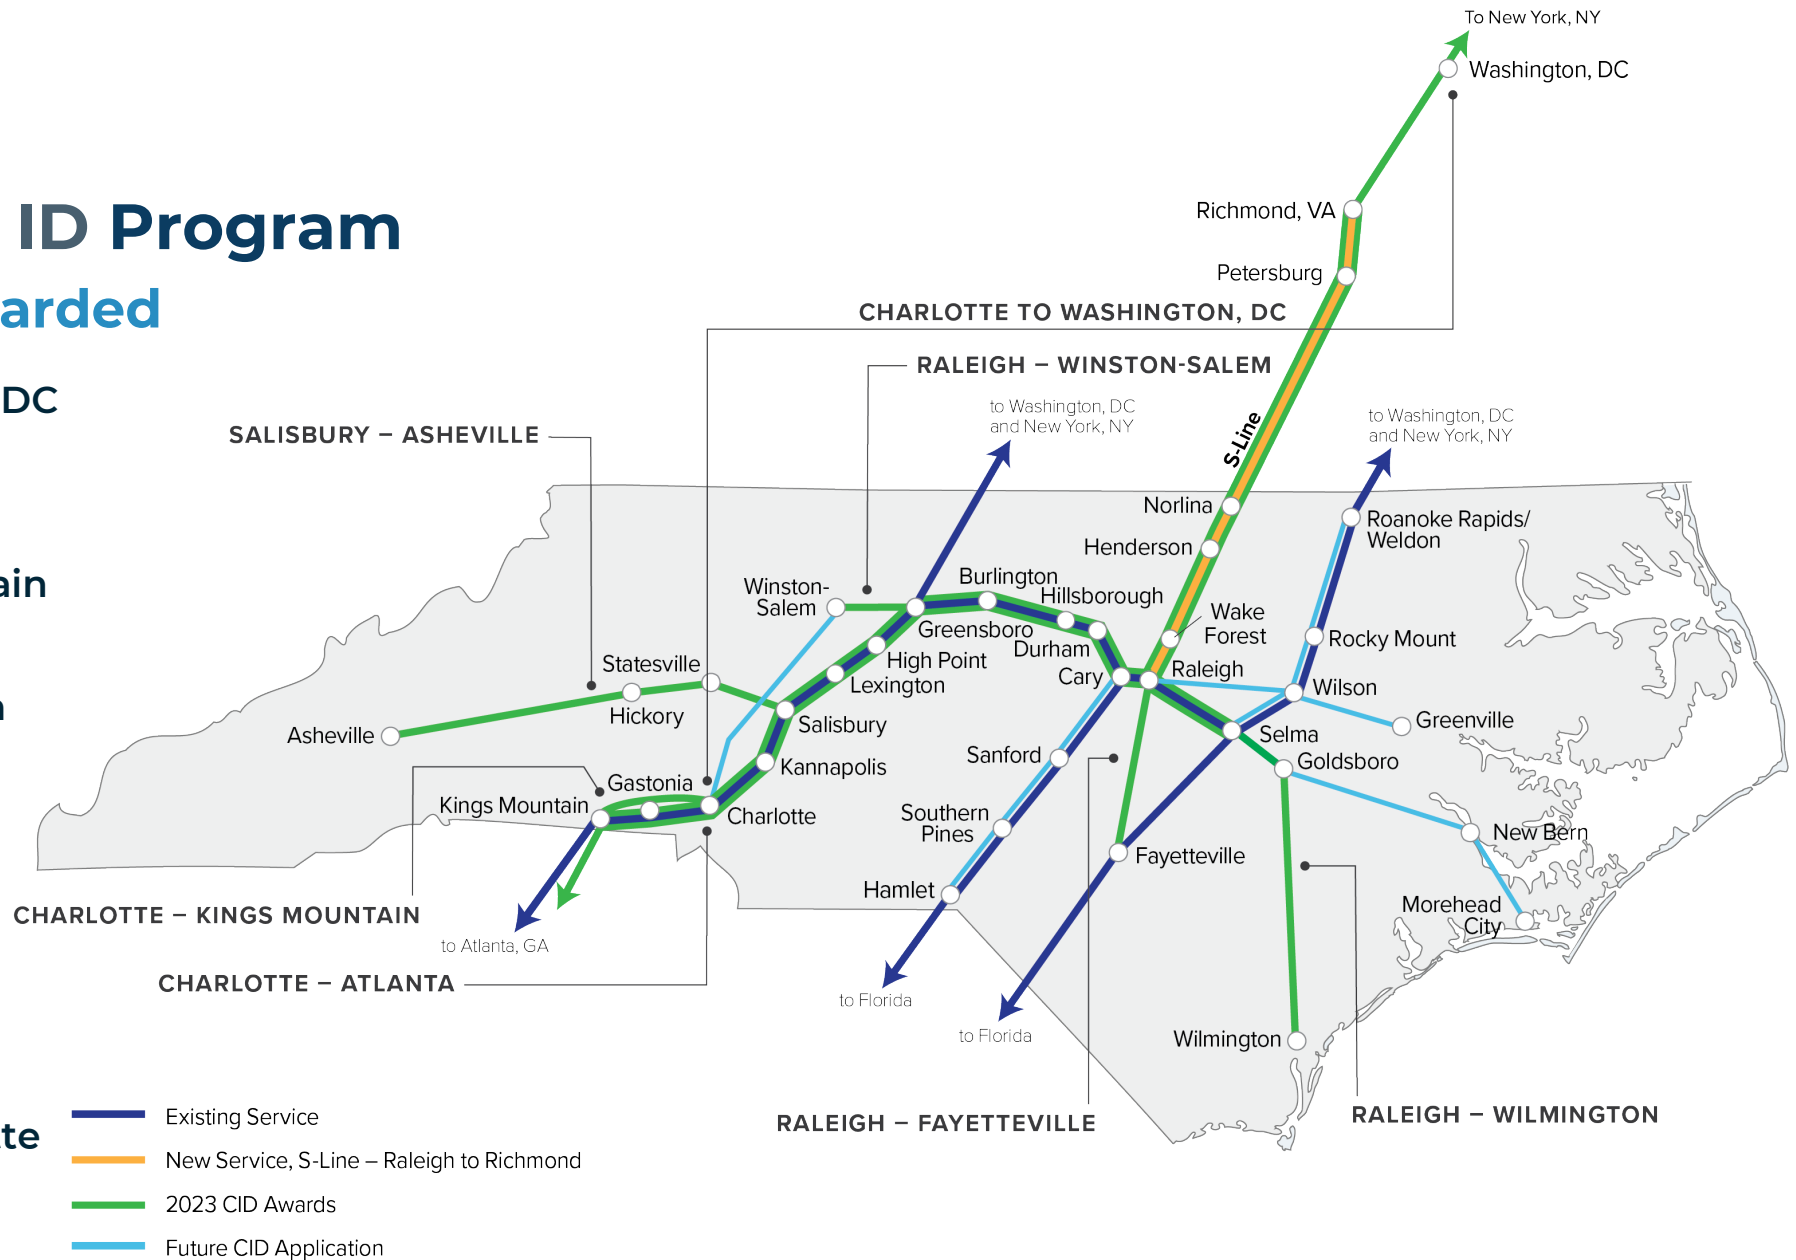 To New York, NY
Washington, DC
ID Program
arded
DC
ain
Richmond, VA
Petersburg
CHARLOTTE TO WASHINGTON, DC
RALEIGH – WINSTON-SALEM
to Washington, DC
and New York, NY
to Washington, DC
and New York, NY
SALISBURY – ASHEVILLE
S-Line
Norlina
Henderson
Roanoke Rapids/
Weldon
Winston-
Salem
Burlington
Hillsborough
Greensboro
Durham
Wake
Forest
Rocky Mount
High Point
Lexington
Cary
Raleigh
Wilson
Statesville
Hickory
Asheville
Salisbury
Greenville
Selma
Goldsboro
Sanford
Kannapolis
Gastonia
Kings Mountain
Charlotte
Southern
Pines
New Bern
Fayetteville
Hamlet
Morehead
City
CHARLOTTE – KINGS MOUNTAIN
to Atlanta, GA
CHARLOTTE – ATLANTA
to Florida
to Florida
Wilmington
RALEIGH – FAYETTEVILLE
RALEIGH – WILMINGTON
tte
Existing Service
New Service, S-Line – Raleigh to Richmond
2023 CID Awards
Future CID Application